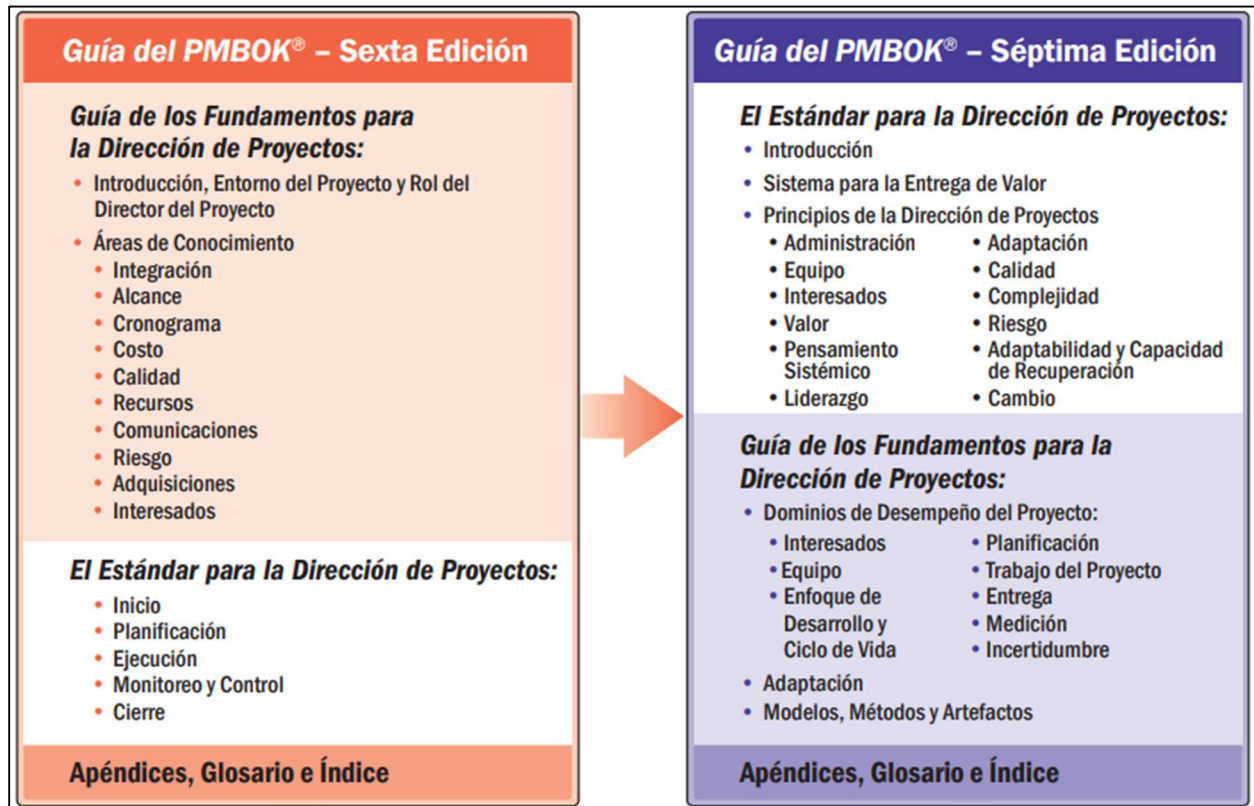 Guía del PMBOK® – Sexta Edición
Guía de los Fundamentos para
la Dirección de Proyectos:
• Introducción, Entorno del Proyecto y Rol del
Director del Proyecto
• Áreas de Conocimiento
• Integración
• Alcance
• Cronograma
• Costo
• Calidad
• Recursos
• Comunicaciones
• Riesgo
• Adquisiciones
• Interesados
El Estándar para la Dirección de Proyectos:
• Inicio
• Planificación
• Ejecución
• Monitoreo y Control
• Cierre
Apéndices, Glosario e Índice
Guía del PMBOK® – Séptima Edición
El Estándar para la Dirección de Proyectos:
• Introducción
• Sistema para la Entrega de Valor
• Principios de la Dirección de Proyectos
• Administración
• Equipo
• Interesados
• Valor
• Pensamiento
Sistémico
• Liderazgo
• Adaptación
• Calidad
• Complejidad
• Riesgo
• Adaptabilidad y Capacidad
de Recuperación
• Cambio
Guía de los Fundamentos para la
Dirección de Proyectos:
• Dominios de Desempeño del Proyecto:
• Interesados
• Equipo
• Enfoque de
Desarrollo y
Ciclo de Vida
• Planificación
• Trabajo del Proyecto
• Entrega
• Medición
• Incertidumbre
• Adaptación
• Modelos, Métodos y Artefactos
Apéndices, Glosario e Índice